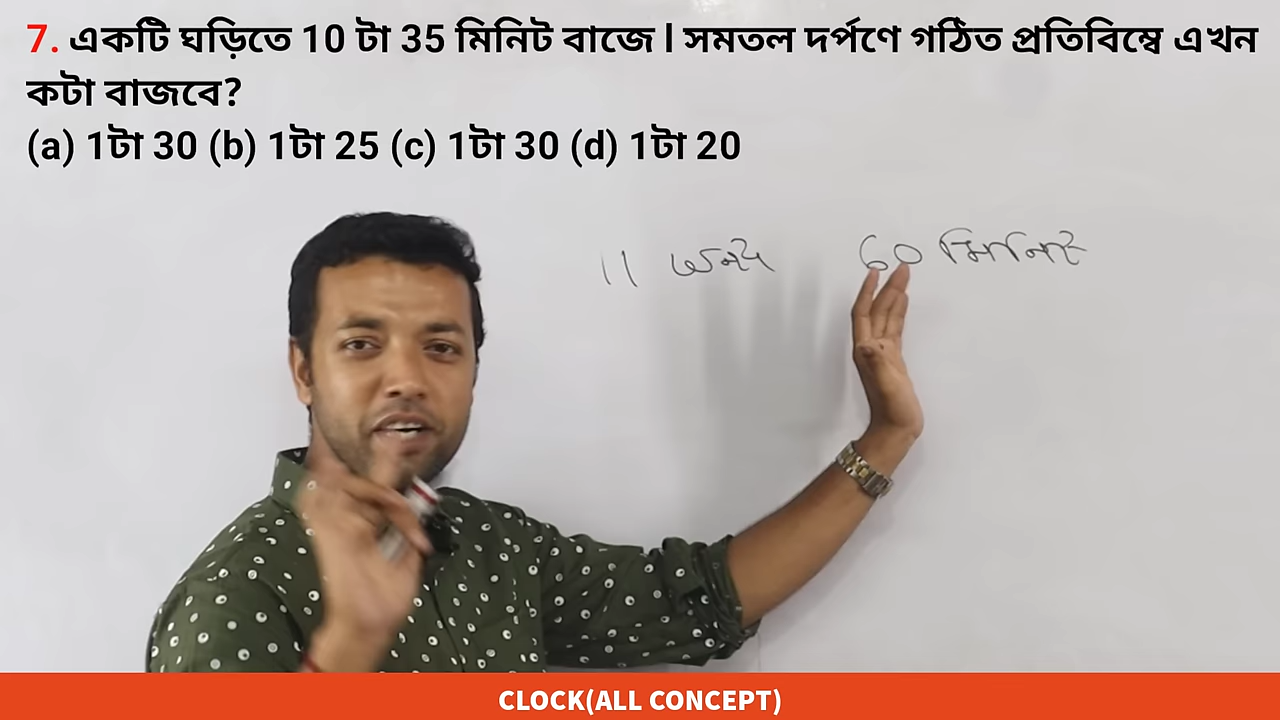 7. একটি ঘড়িতে 10 টা 35 মিনিট বাজে l সমতল দর্পণে গঠিত প্রতিবিম্বে এখন
কটা বাজবে?
(a) 1টা 30 (b) 1টা 25 (c) 1টা 30 (d) 1টা 20
11 60 মিনিট
CLOCK(ALL CONCEPT)